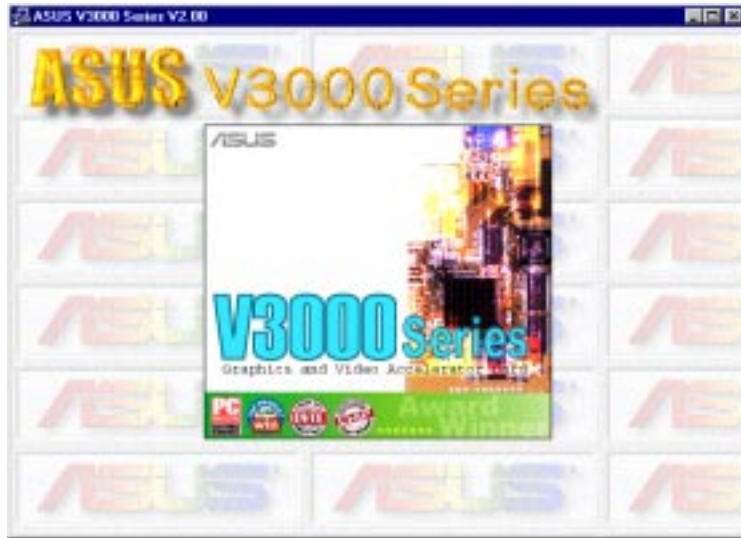 ASUS V3000 Series V2.00
ASUS V3000 Series
ASUS
V3000 Series
Graphics and Video Accelerator Card
PC
Award
Winner